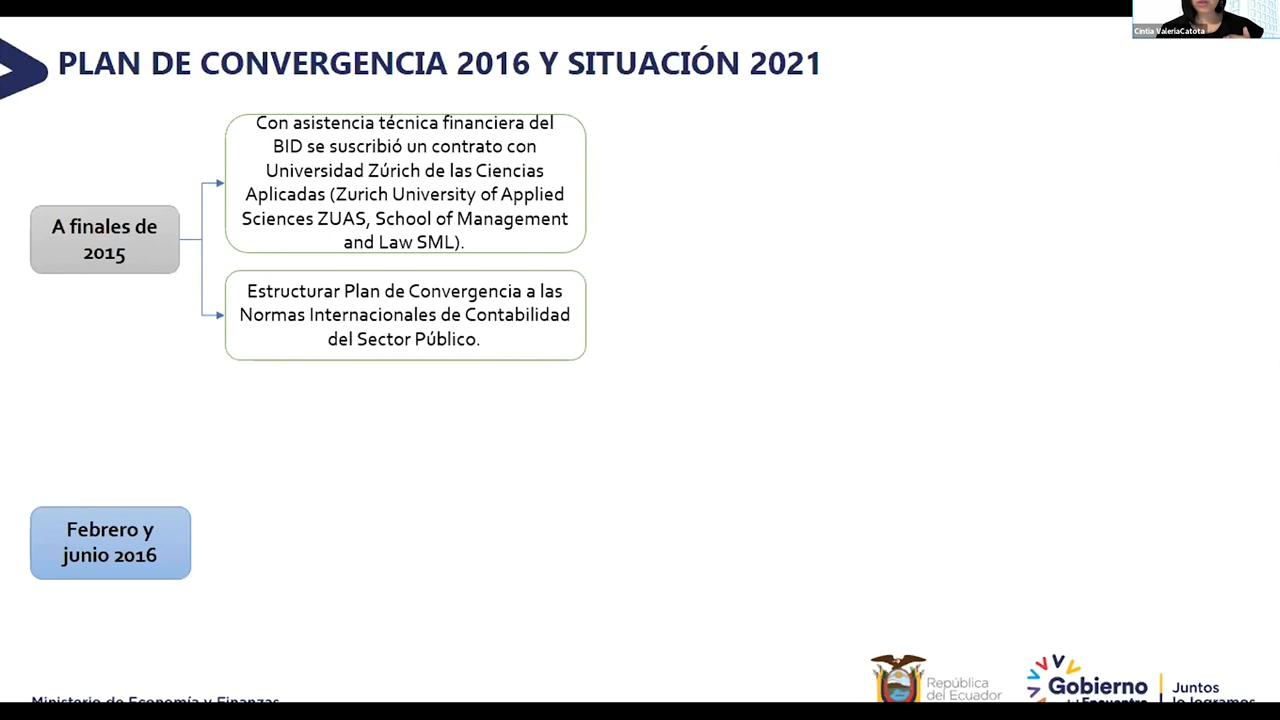 Cintia ValeriaCatota
PLAN DE CONVERGENCIA 2016 Y SITUACIÓN 2021
A finales de
2015
Con asistencia técnica financiera del
BID se suscribió un contrato con
Universidad Zúrich de las Ciencias
Aplicadas (Zurich University of Applied
Sciences ZUAS, School of Management
and Law SML).
Estructurar Plan de Convergencia a las
Normas Internacionales de Contabilidad
del Sector Público.
Febrero y
junio 2016
Ministerio de Economía y Finanzas
República
del Ecuador
Gobierno
del Encuentro
Juntos
lo logramos